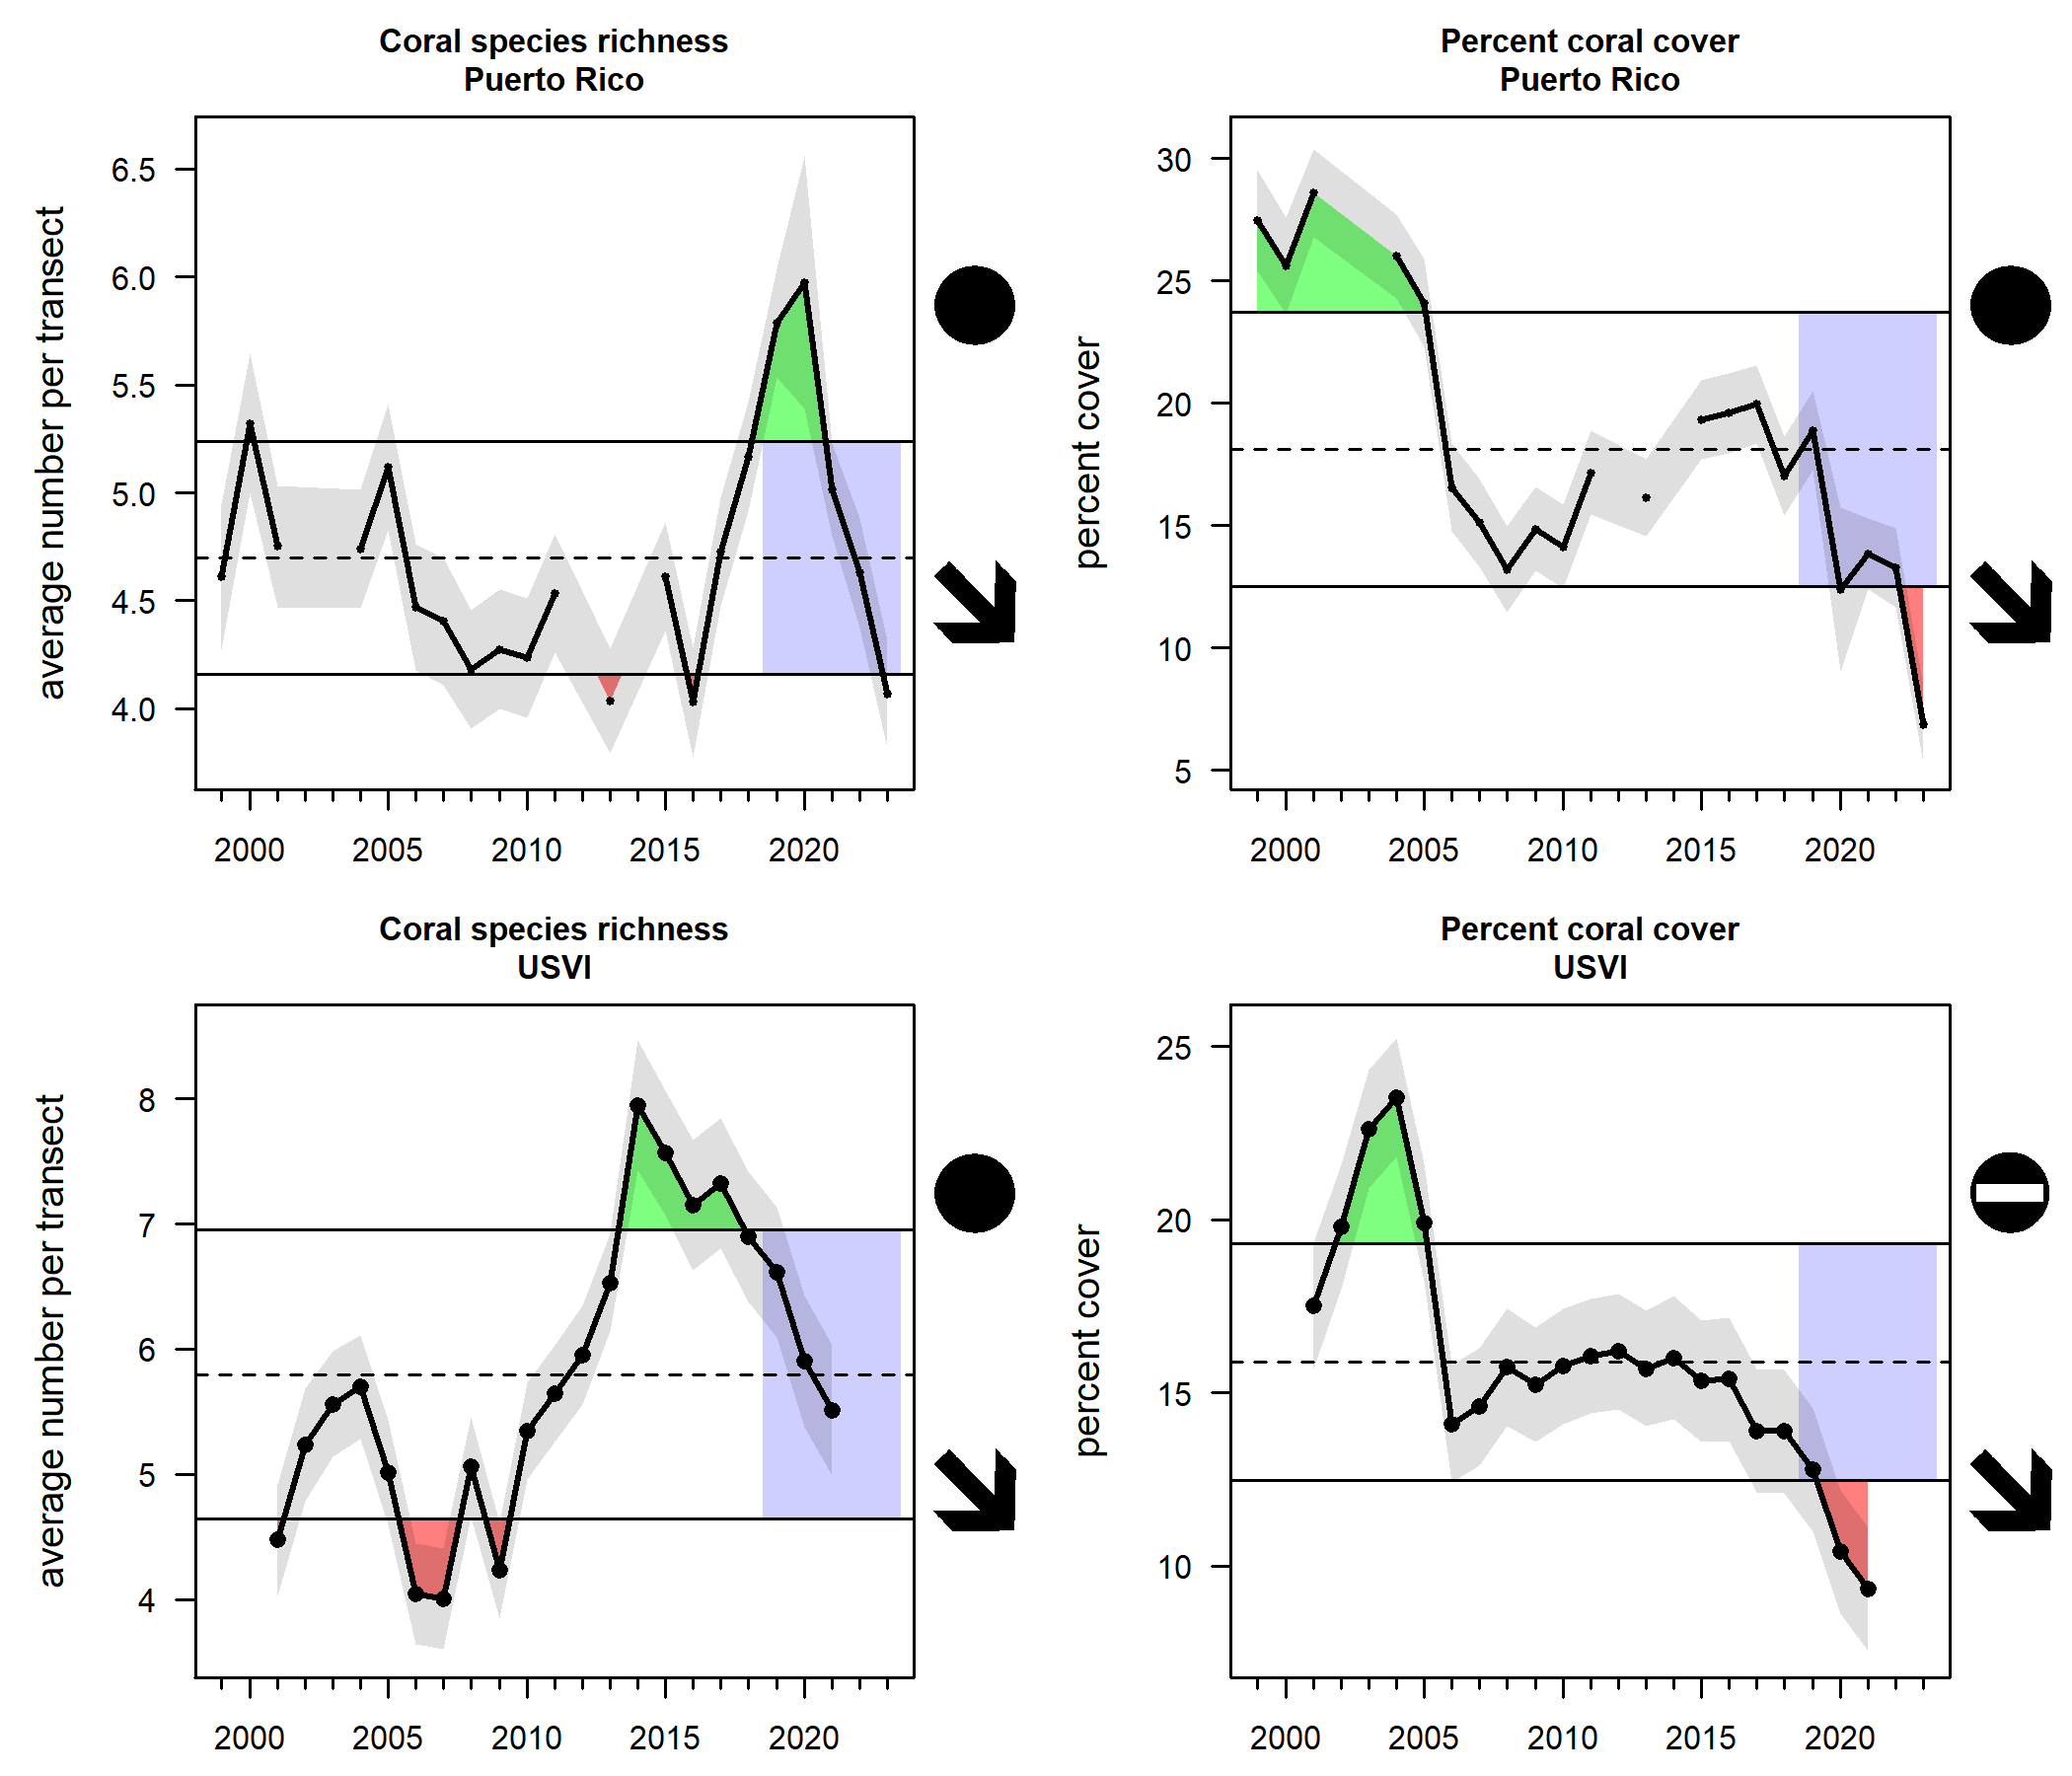 Coral species richness
Puerto Rico
average number per transect
6.5
6.0
5.5
5.0
4.5
4.0
2000 2005 2010 2015 2020
Percent coral cover
Puerto Rico
percent cover
30
25
20
15
10
5
2000 2005 2010 2015 2020
Coral species richness
USVI
average number per transect
8
7
6
5
4
2000 2005 2010 2015 2020
Percent coral cover
USVI
percent cover
25
20
15
10
2000 2005 2010 2015 2020